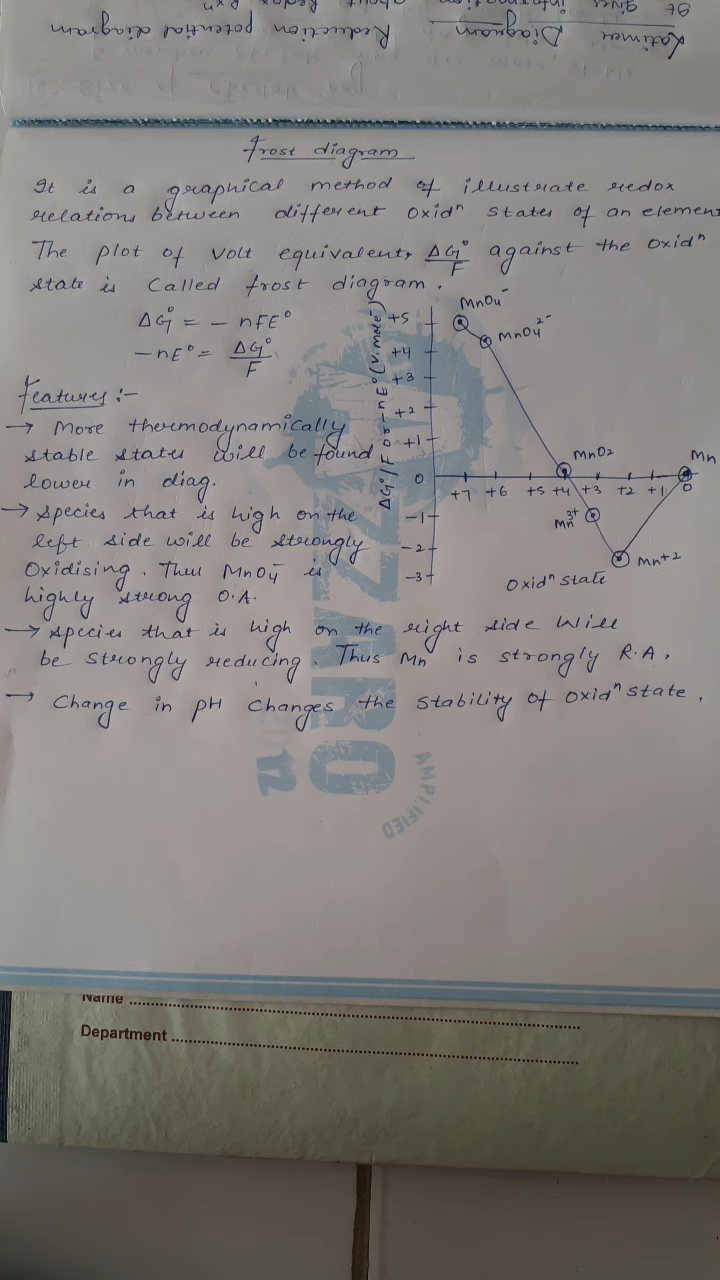 Latimer Diagram Reduction potential diagram
Frost diagram
It is a graphical method of illustrate redox
relations between different oxidⁿ states of an element
The plot of volt equivalent, ΔG°/F against the oxidⁿ
state is called frost diagram.
ΔG° = - nFE°
-nE° = ΔG°/F
Features :-
→ More thermodynamically
stable states will be found
lower in diag.
→ Species that is high on the
left side will be strongly
Oxidising. Thus MnO₄⁻ is
highly strong O.A.
→ Species that is high on the right side will
be strongly reducing. Thus Mn is strongly R.A.
→ Change in pH changes the stability of oxidⁿ state.
ΔG°/F or -nE° (V.mole⁻)
+5
+4
+3
+2
+1
0
-1
-2
-3
MnO₄⁻
MnO₄²⁻
MnO₂
Mn
+7 +6 +5 +4 +3 +2 +1 0
Mn³⁺
Mn⁺²
Oxidⁿ state
AMPLIFIED
12
Name
Department